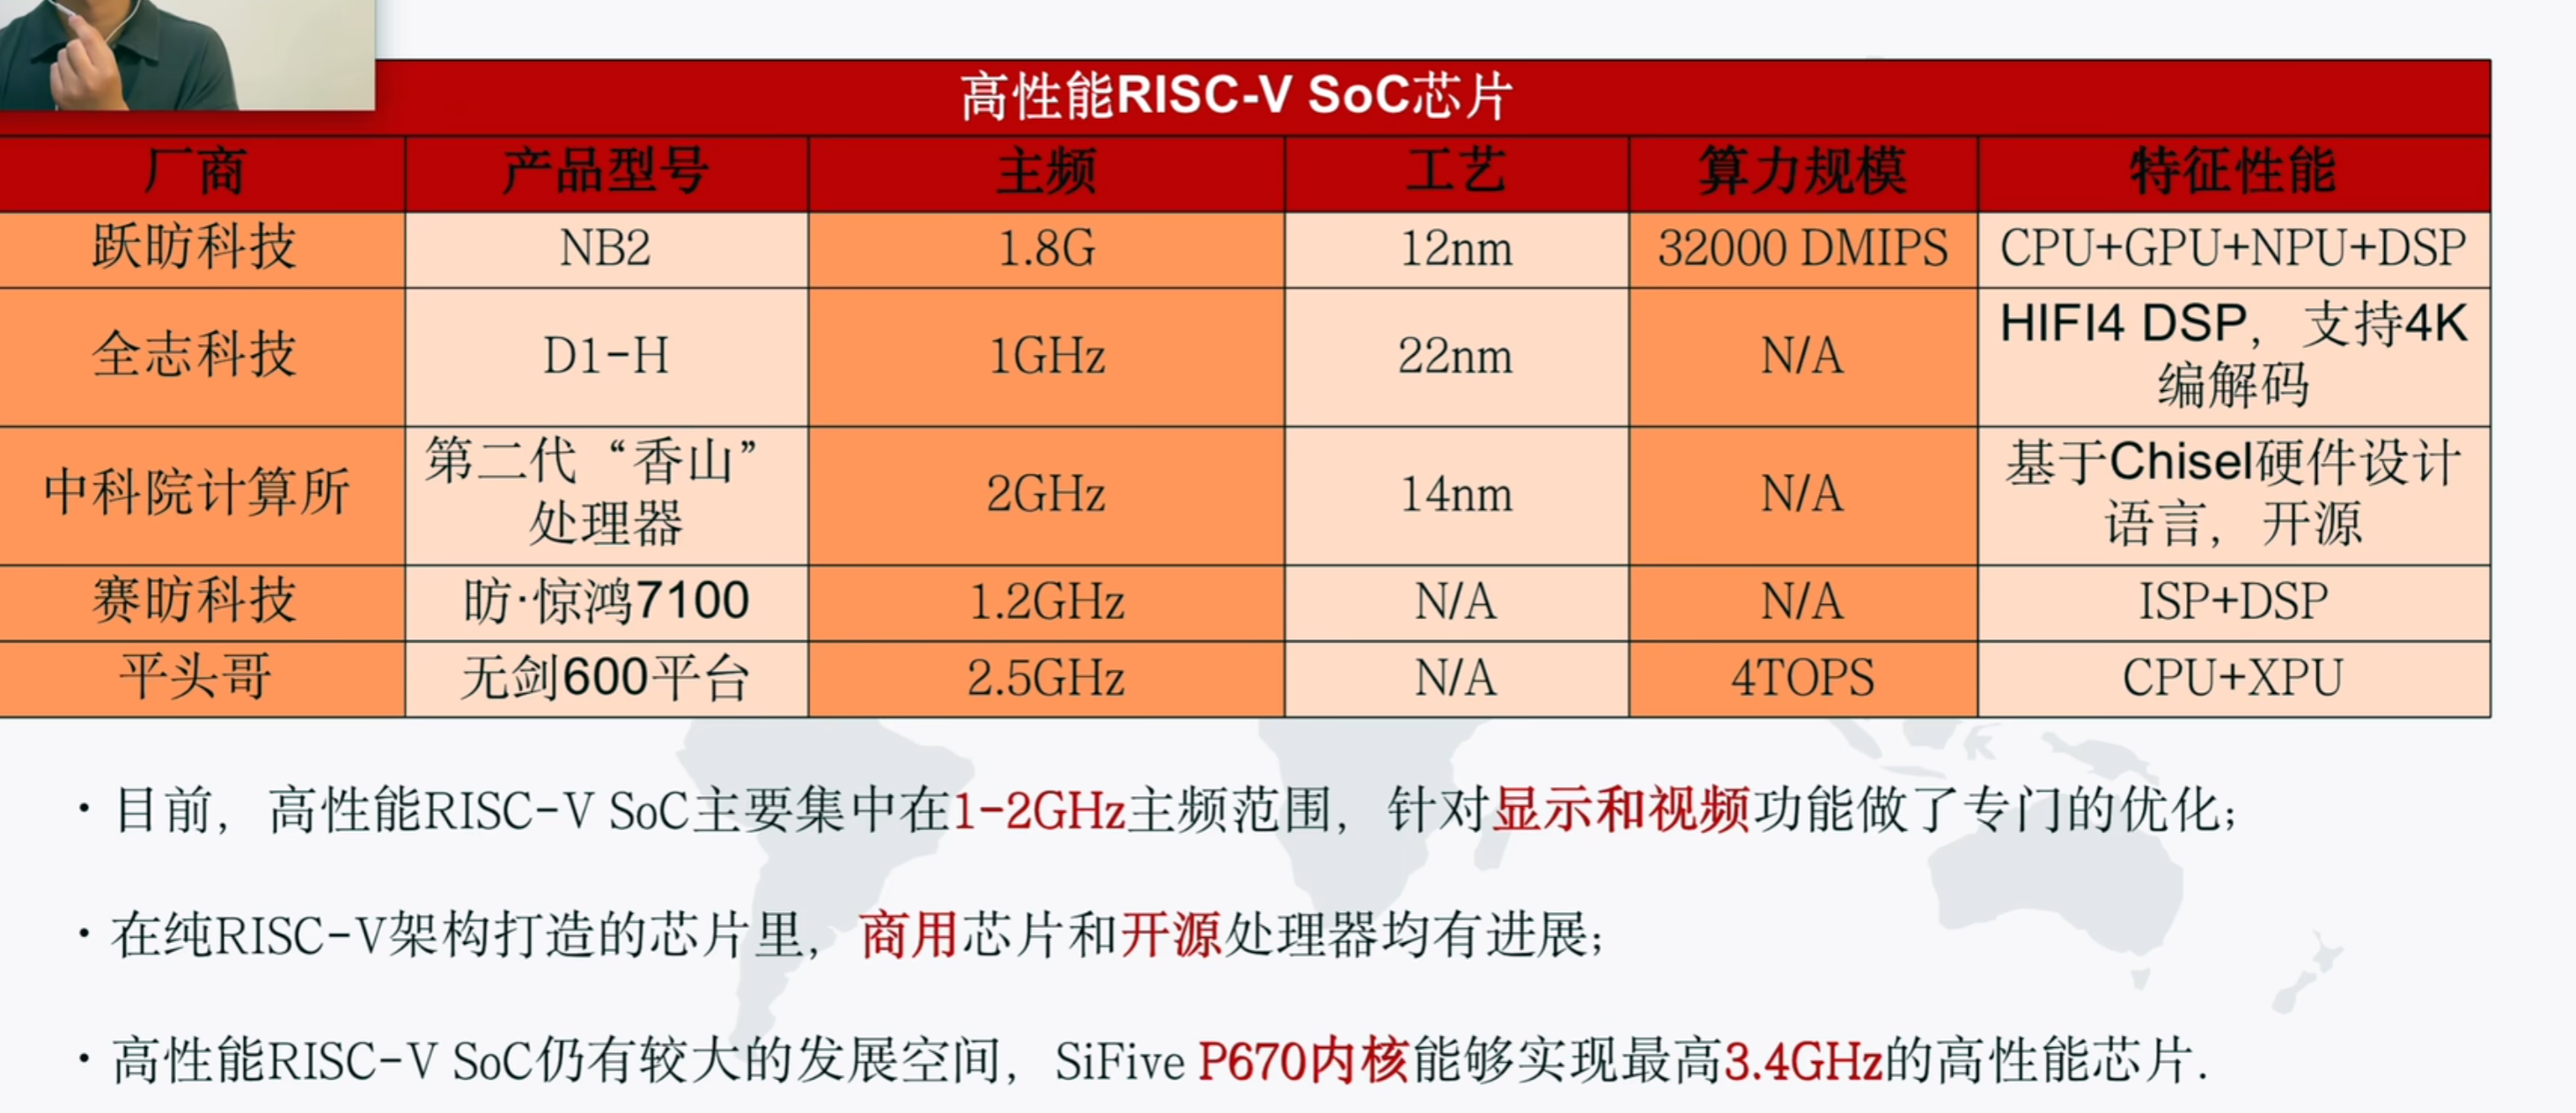 高性能RISC-V SoC芯片
厂商 产品型号 主频 工艺 算力规模 特征性能
跃昉科技 NB2 1.8G 12nm 32000 DMIPS CPU+GPU+NPU+DSP
全志科技 D1-H 1GHz 22nm N/A HIFI4 DSP，支持4K
编解码
中科院计算所 第二代“香山” 2GHz 14nm N/A 基于Chisel硬件设计
处理器 语言，开源
赛昉科技 昉·惊鸿7100 1.2GHz N/A N/A ISP+DSP
平头哥 无剑600平台 2.5GHz N/A 4TOPS CPU+XPU
· 目前，高性能RISC-V SoC主要集中在1-2GHz主频范围，针对显示和视频功能做了专门的优化；
· 在纯RISC-V架构打造的芯片里，商用芯片和开源处理器均有进展；
· 高性能RISC-V SoC仍有较大的发展空间，SiFive P670内核能够实现最高3.4GHz的高性能芯片.